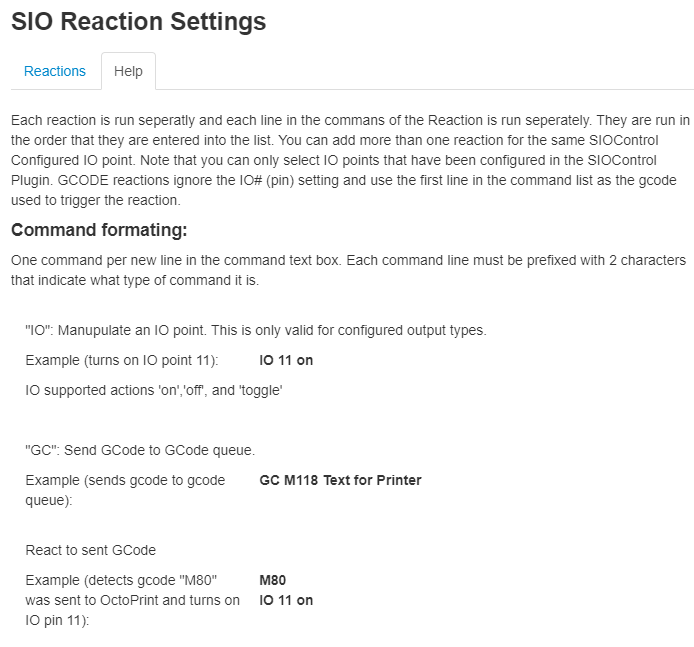 SIO Reaction Settings
Reactions Help
Each reaction is run seperatly and each line in the commans of the Reaction is run seperately. They are run in
the order that they are entered into the list. You can add more than one reaction for the same SIOControl
Configured IO point. Note that you can only select IO points that have been configured in the SIOControl
Plugin. GCODE reactions ignore the IO# (pin) setting and use the first line in the command list as the gcode
used to trigger the reaction.
Command formating:
One command per new line in the command text box. Each command line must be prefixed with 2 characters
that indicate what type of command it is.
"IO": Manupulate an IO point. This is only valid for configured output types.
Example (turns on IO point 11): IO 11 on
IO supported actions 'on','off', and 'toggle'
"GC": Send GCode to GCode queue.
Example (sends gcode to gcode GC M118 Text for Printer
queue):
React to sent GCode
Example (detects gcode "M80" M80
was sent to OctoPrint and turns on IO 11 on
IO pin 11):